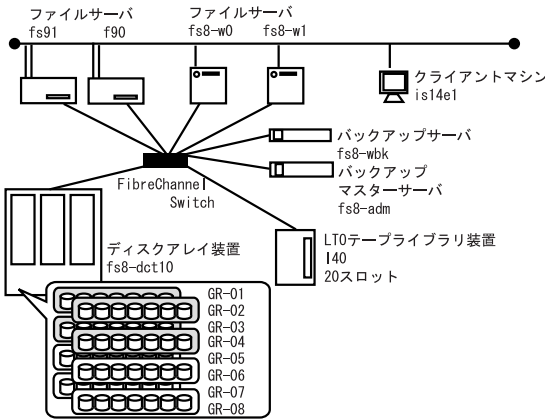 ファイルサーバ
fs91
f90
ファイルサーバ
fs8-w0
fs8-w1
クライアントマシン
is14e1
バックアップサーバ
fs8-wbk
バックアップ
マスターサーバ
fs8-adm
FibreChannel
Switch
ディスクアレイ装置
fs8-dct10
LTOテープライブラリ装置
I40
20スロット
GR-01
GR-02
GR-03
GR-04
GR-05
GR-06
GR-07
GR-08